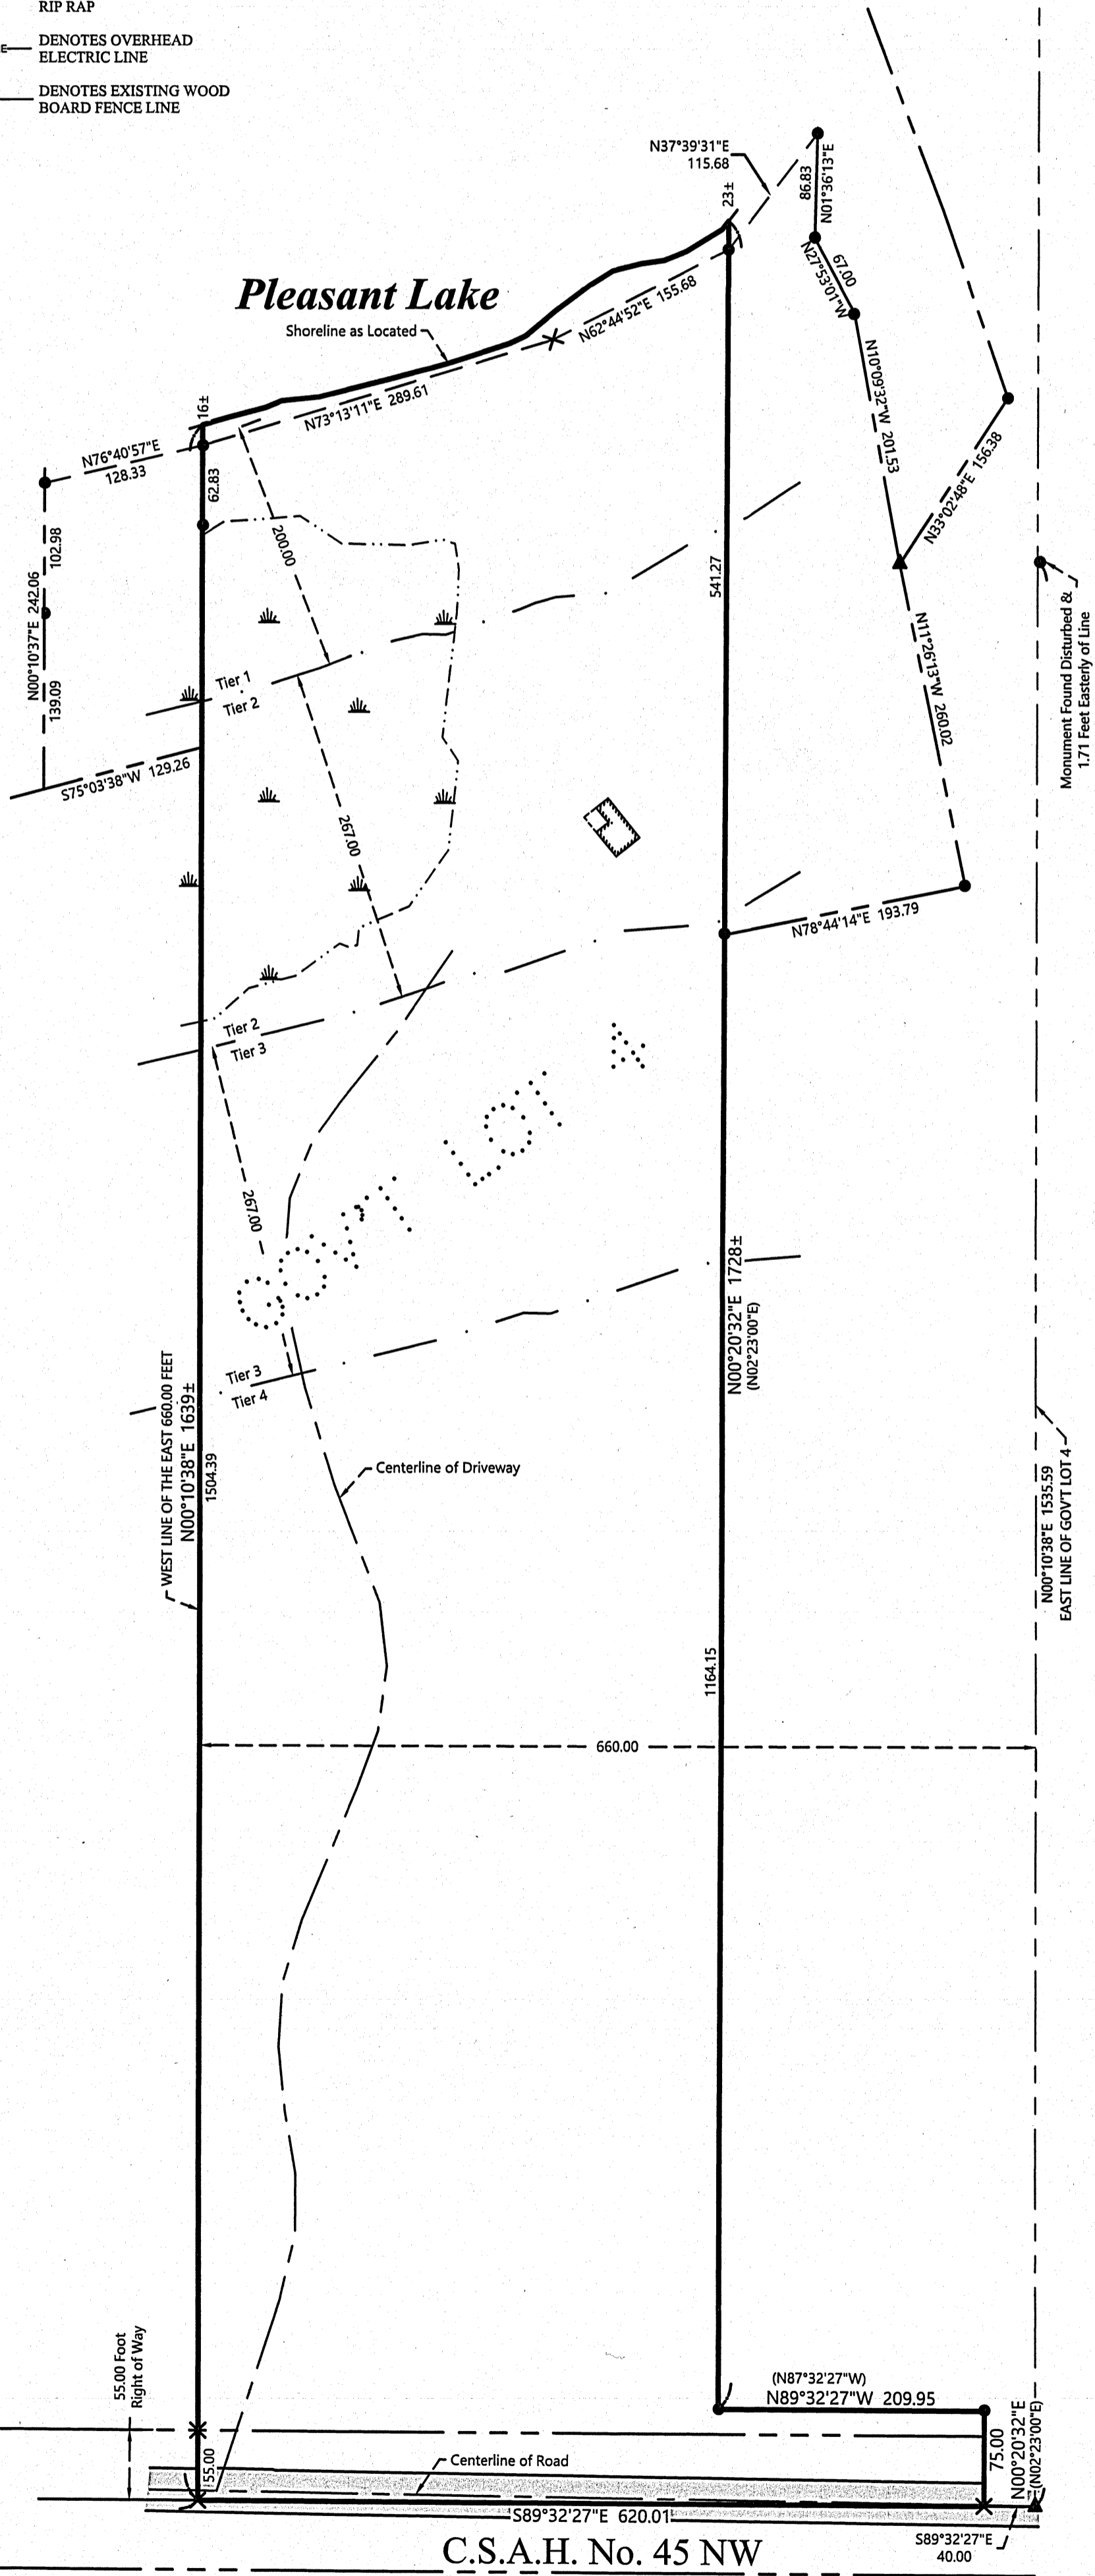 RIP RAP
E
DENOTES OVERHEAD
ELECTRIC LINE
DENOTES EXISTING WOOD
BOARD FENCE LINE
N37°39'31"E
115.68
86.83
N01°36'13"E
23±
67.00
N27°53'01"W
Pleasant Lake
Shoreline as Located
N62°44'52"E 155.68
N73°13'11"E 289.61
16±
N76°40'57"E
128.33
62.83
N10°09'32"W 201.53
N33°02'48"E 156.38
200.00
541.27
102.98
N00°10'37"E 242.06
139.09
Monument Found Disturbed &
1.71 Feet Easterly of Line
N11°26'13"W 260.02
Tier 1
Tier 2
S75°03'38"W 129.26
267.00
N78°44'14"E 193.79
Tier 2
Tier 3
GOV'T LOT 4
267.00
N00°20'32"E 1728±
(N02°23'00"E)
Tier 3
Tier 4
WEST LINE OF THE EAST 660.00 FEET
N00°10'38"E 1639±
1504.39
Centerline of Driveway
N00°10'38"E 1535.59
EAST LINE OF GOV'T LOT 4
1164.15
660.00
55.00 Foot
Right of Way
(N87°32'27"W)
N89°32'27"W 209.95
75.00
N00°20'32"E
(N02°23'00"E)
55.00
Centerline of Road
S89°32'27"E 620.01
S89°32'27"E
40.00
C.S.A.H. No. 45 NW